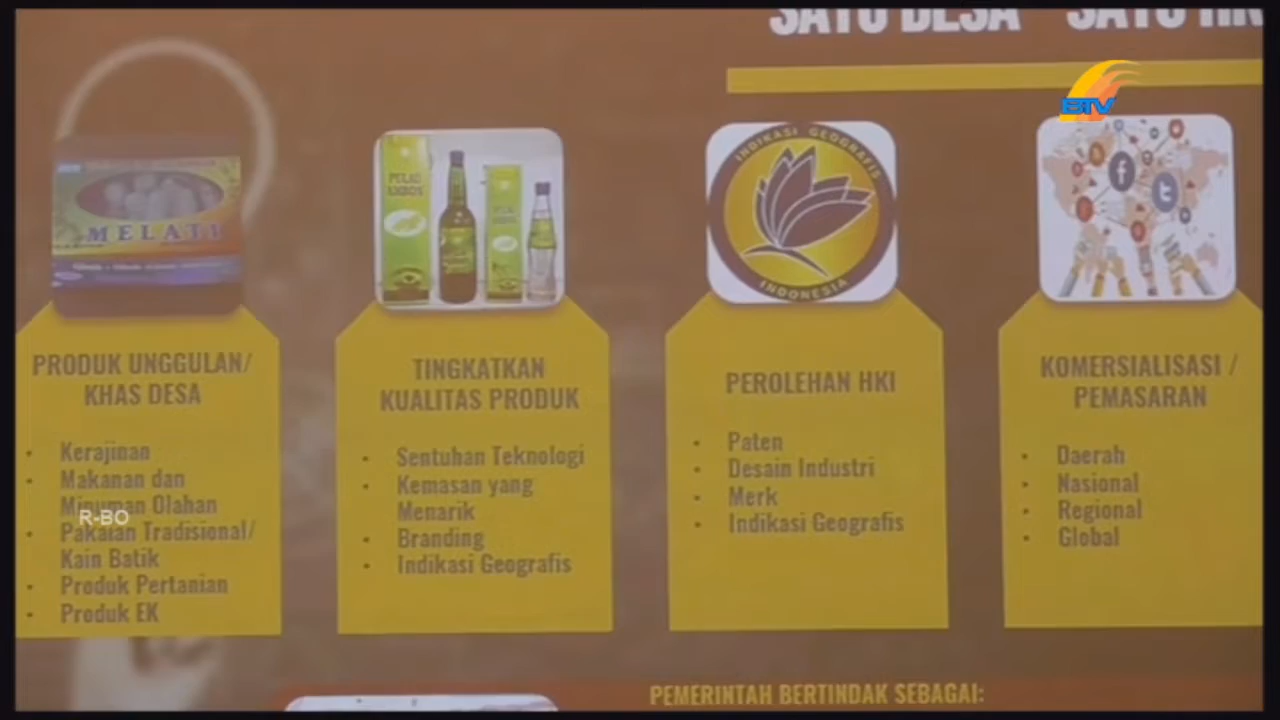 SATU DESA SATU
BTV
MELATI
PULAU
INDIKASI GEOGRAFIS
INDONESIA
PRODUK UNGGULAN/
KHAS DESA
• Kerajinan
• Makanan dan
Minuman Olahan
• Pakaian Tradisional/
Kain Batik
• Produk Pertanian
• Produk EK
R-BO
TINGKATKAN
KUALITAS PRODUK
• Sentuhan Teknologi
• Kemasan yang
Menarik
• Branding
• Indikasi Geografis
PEROLEHAN HKI
• Paten
• Desain Industri
• Merk
• Indikasi Geografis
KOMERSIALISASI /
PEMASARAN
• Daerah
• Nasional
• Regional
• Global
PEMERINTAH BERTINDAK SEBAGAI: